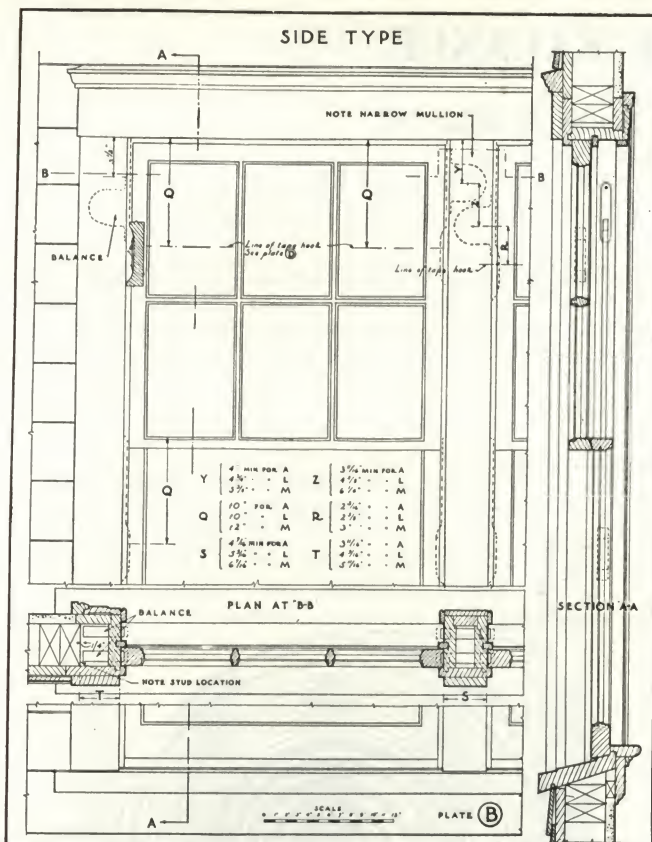 SIDE TYPE
A
NOTE NARROW MULLION
B
B
Q
Q
Y
Z
R
BALANCE
Line of tape hook
See plate D
Line of tape hook
Q
Y 4" MIN FOR A
L
M
Z MIN FOR A
L
M
Q 10" FOR A
10" " L
12" " M
R A
L
3" " M
S MIN FOR A
L
M
T A
L
M
PLAN AT B-B
SECTION A-A
BALANCE
NOTE STUD LOCATION
T
S
A
SCALE
PLATE B